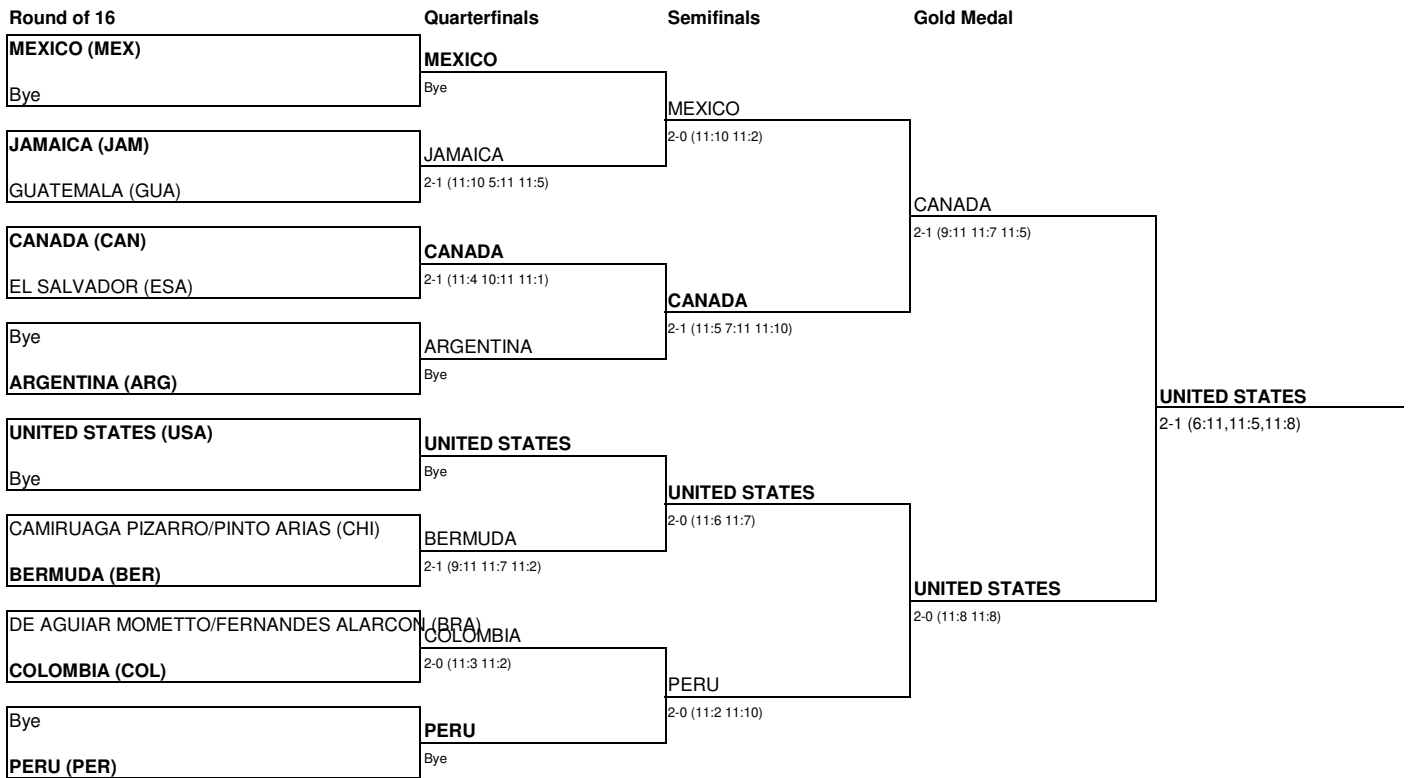 Round of 16 Quarterfinals Semifinals Gold Medal
MEXICO (MEX)
Bye
JAMAICA (JAM)
GUATEMALA (GUA)
CANADA (CAN)
EL SALVADOR (ESA)
Bye
ARGENTINA (ARG)
UNITED STATES (USA)
Bye
CAMIRUAGA PIZARRO/PINTO ARIAS (CHI)
BERMUDA (BER)
DE AGUIAR MOMETTO/FERNANDES ALARCON (BRA)
COLOMBIA (COL)
Bye
PERU (PER)
MEXICO
Bye
JAMAICA
2-1 (11:10 5:11 11:5)
CANADA
2-1 (11:4 10:11 11:1)
ARGENTINA
Bye
UNITED STATES
Bye
BERMUDA
2-1 (9:11 11:7 11:2)
COLOMBIA
2-0 (11:3 11:2)
PERU
Bye
MEXICO
2-0 (11:10 11:2)
CANADA
2-1 (11:5 7:11 11:10)
UNITED STATES
2-0 (11:6 11:7)
PERU
2-0 (11:2 11:10)
CANADA
2-1 (9:11 11:7 11:5)
UNITED STATES
2-0 (11:8 11:8)
UNITED STATES
2-1 (6:11,11:5,11:8)